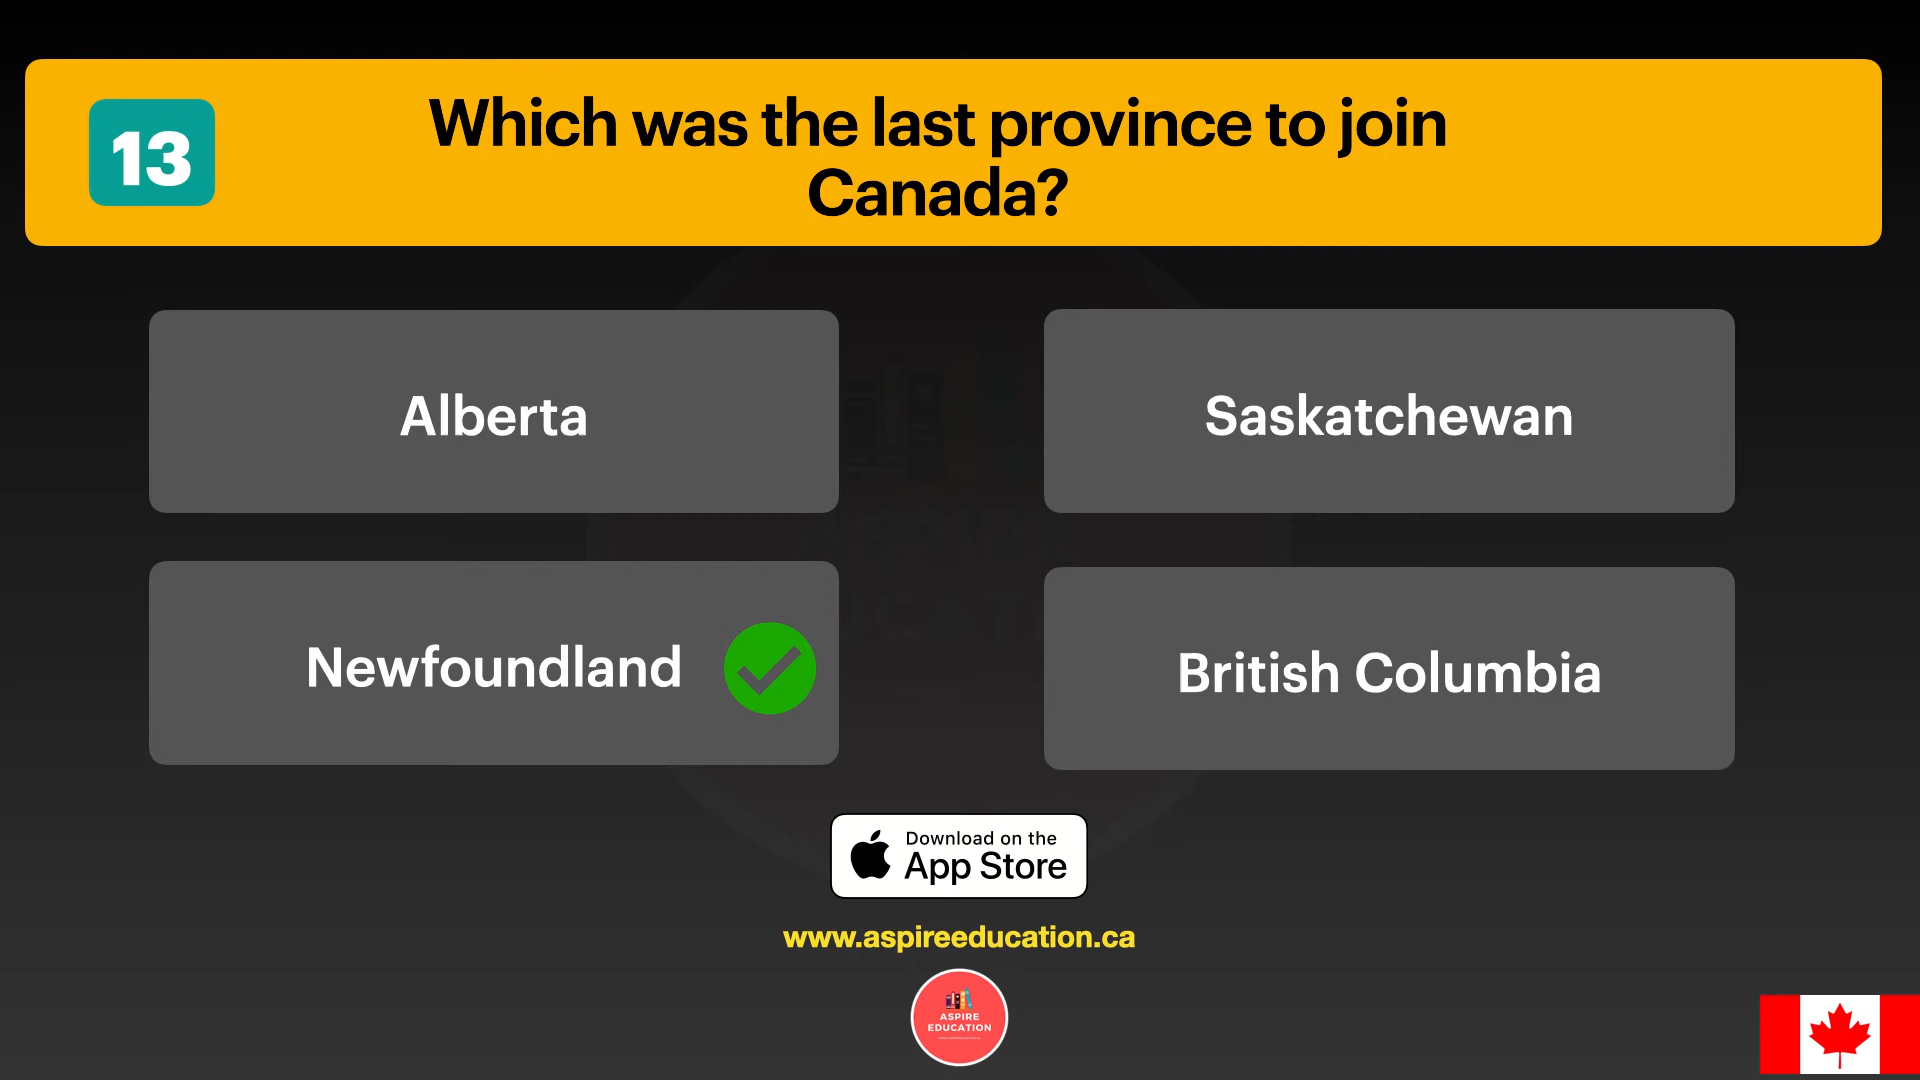 13
Which was the last province to join
Canada?
Alberta
Saskatchewan
Newfoundland
British Columbia
Download on the
App Store
www.aspireeducation.ca
ASPIRE
EDUCATION